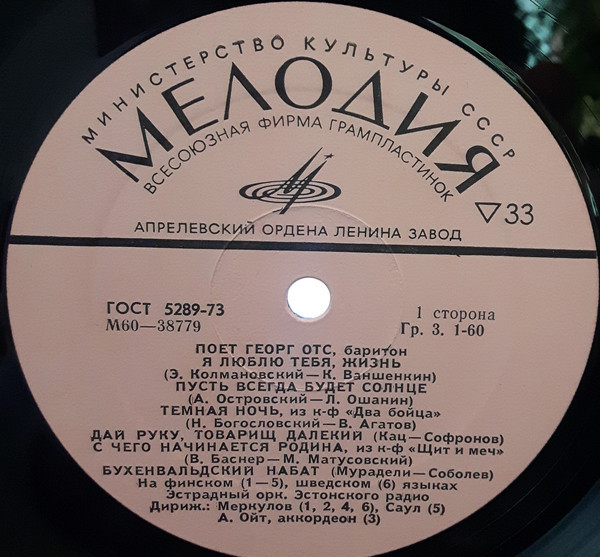 МИНИСТЕРСТВО КУЛЬТУРЫ СССР
МЕЛОДИЯ
ВСЕСОЮЗНАЯ ФИРМА ГРАМПЛАСТИНОК
▽33
АПРЕЛЕВСКИЙ ОРДЕНА ЛЕНИНА ЗАВОД
ГОСТ 5289-73
М60—38779
1 сторона
Гр. 3. 1-60
ПОЕТ ГЕОРГ ОТС, баритон
Я ЛЮБЛЮ ТЕБЯ, ЖИЗНЬ
(Э. Колмановский — К. Ваншенкин)
ПУСТЬ ВСЕГДА БУДЕТ СОЛНЦЕ
(А. Островский — Л. Ошанин)
ТЕМНАЯ НОЧЬ, из к-ф «Два бойца»
(Н. Богословский — В. Агатов)
ДАЙ РУКУ, ТОВАРИЩ ДАЛЕКИЙ (Кац—Софронов)
С ЧЕГО НАЧИНАЕТСЯ РОДИНА, из к-ф «Щит и меч»
(В. Баснер — М. Матусовский)
БУХЕНВАЛЬДСКИЙ НАБАТ (Мурадели—Соболев)
На финском (1—5), шведском (6) языках
Эстрадный орк. Эстонского радио
Дириж.: Меркулов (1, 2, 4, 6), Саул (5)
А. Ойт, аккордеон (3)